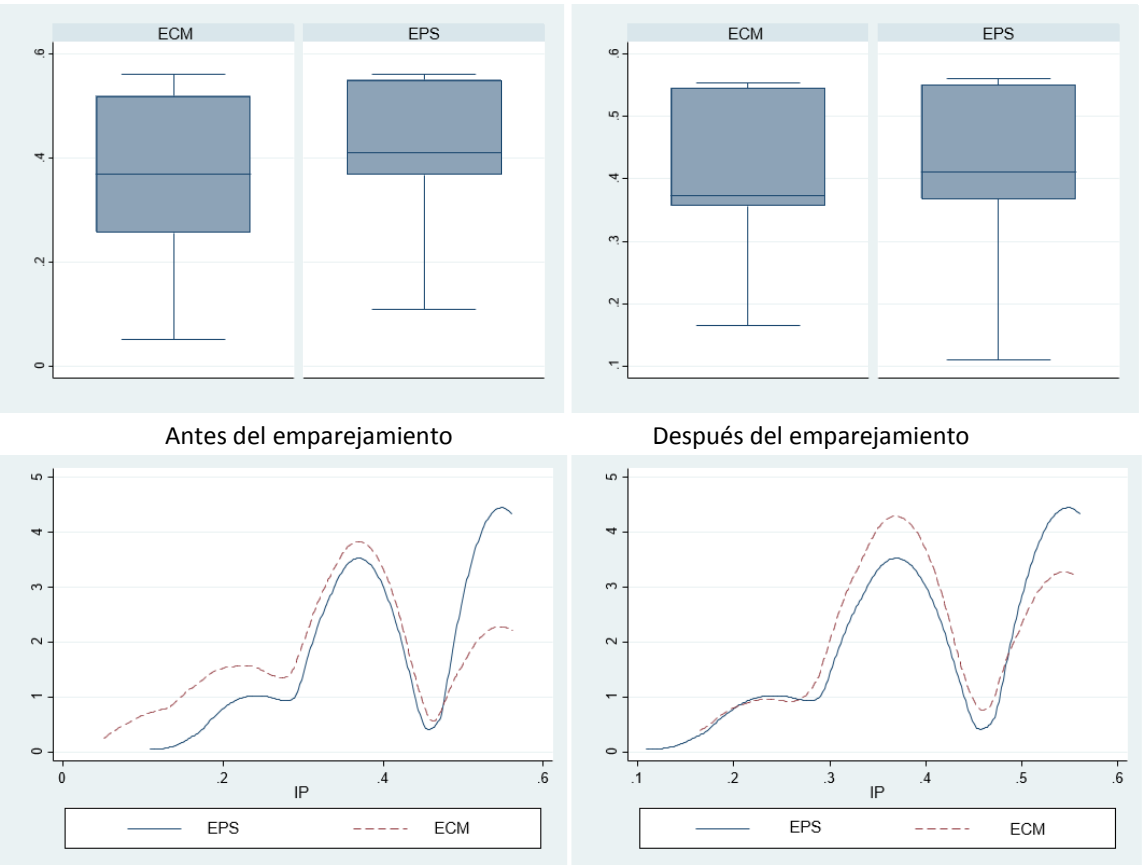 ECM EPS
.6
.4
.2
0
ECM EPS
.6
.5
.4
.3
.2
.1
Antes del emparejamiento Después del emparejamiento
5
4
3
2
1
0
0 .2 .4 .6
IP
EPS ECM
5
4
3
2
1
0
.1 .2 .3 .4 .5 .6
IP
EPS ECM